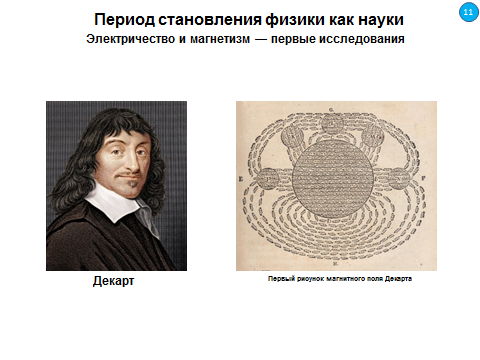 Период становления физики как науки
11
Электричество и магнетизм — первые исследования
Декарт
Первый рисунок магнитного поля Декарта